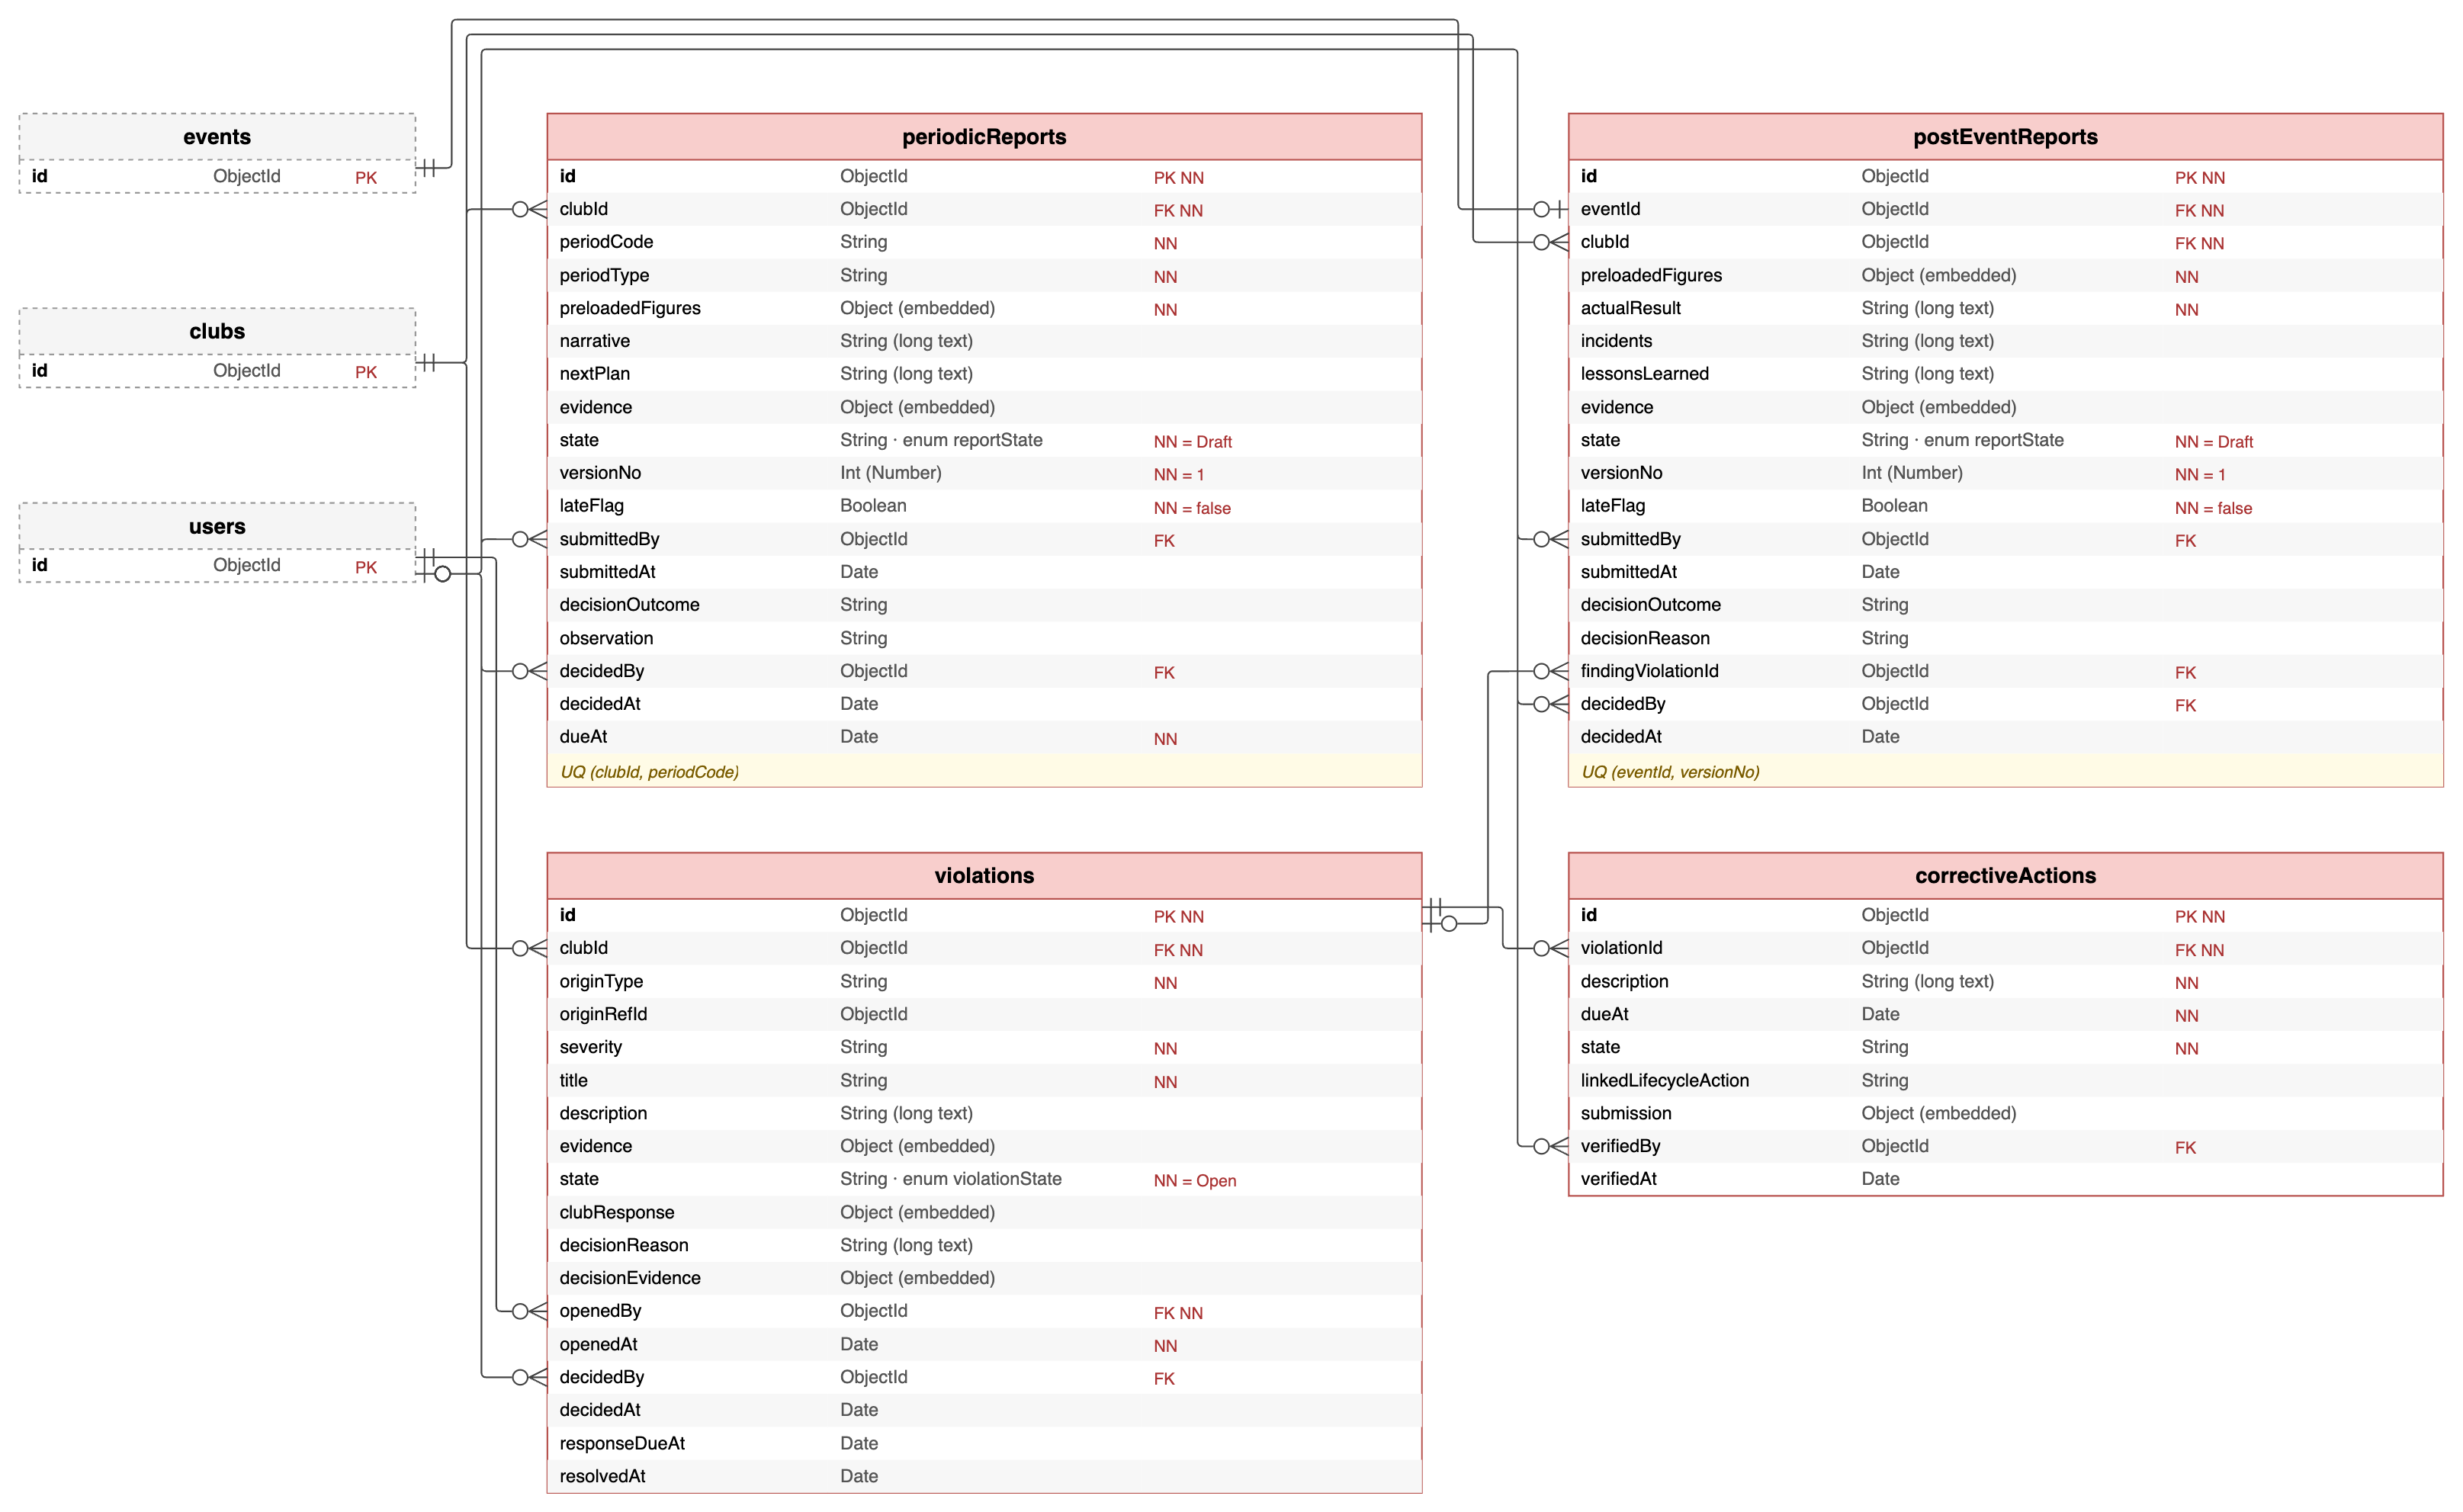 events
id ObjectId PK
clubs
id ObjectId PK
users
id ObjectId PK
periodicReports
id ObjectId PK NN
clubId ObjectId FK NN
periodCode String NN
periodType String NN
preloadedFigures Object (embedded) NN
narrative String (long text)
nextPlan String (long text)
evidence Object (embedded)
state String · enum reportState NN = Draft
versionNo Int (Number) NN = 1
lateFlag Boolean NN = false
submittedBy ObjectId FK
submittedAt Date
decisionOutcome String
observation String
decidedBy ObjectId FK
decidedAt Date
dueAt Date NN
UQ (clubId, periodCode)
postEventReports
id ObjectId PK NN
eventId ObjectId FK NN
clubId ObjectId FK NN
preloadedFigures Object (embedded) NN
actualResult String (long text) NN
incidents String (long text)
lessonsLearned String (long text)
evidence Object (embedded)
state String · enum reportState NN = Draft
versionNo Int (Number) NN = 1
lateFlag Boolean NN = false
submittedBy ObjectId FK
submittedAt Date
decisionOutcome String
decisionReason String
findingViolationId ObjectId FK
decidedBy ObjectId FK
decidedAt Date
UQ (eventId, versionNo)
violations
id ObjectId PK NN
clubId ObjectId FK NN
originType String NN
originRefId ObjectId
severity String NN
title String NN
description String (long text)
evidence Object (embedded)
state String · enum violationState NN = Open
clubResponse Object (embedded)
decisionReason String (long text)
decisionEvidence Object (embedded)
openedBy ObjectId FK NN
openedAt Date NN
decidedBy ObjectId FK
decidedAt Date
responseDueAt Date
resolvedAt Date
correctiveActions
id ObjectId PK NN
violationId ObjectId FK NN
description String (long text) NN
dueAt Date NN
state String NN
linkedLifecycleAction String
submission Object (embedded)
verifiedBy ObjectId FK
verifiedAt Date